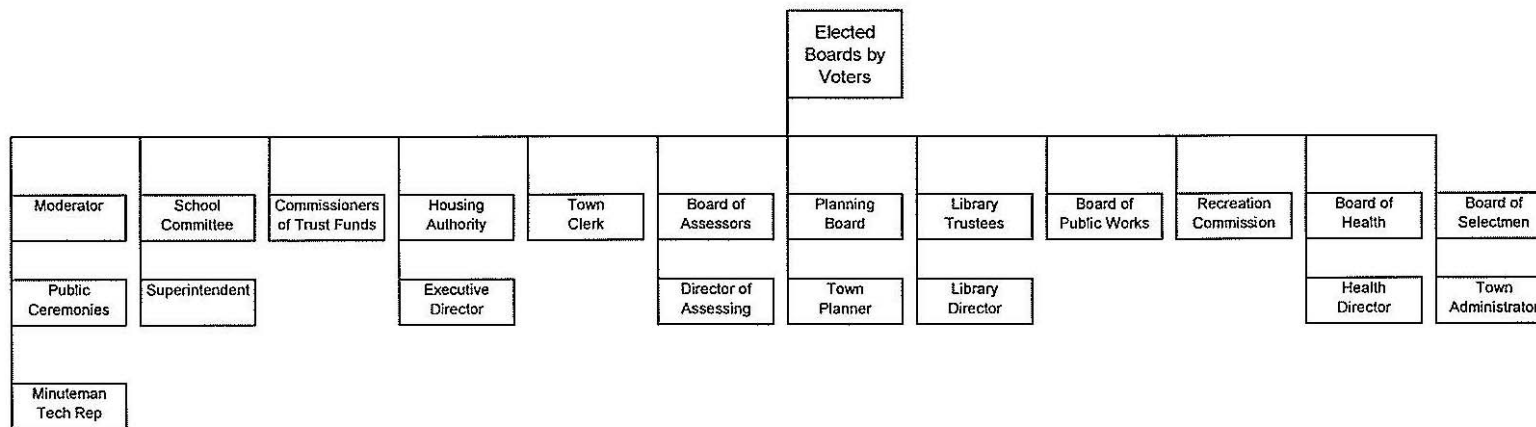 Elected
Boards by
Voters
Moderator
School
Committee
Commissioners
of Trust Funds
Housing
Authority
Town
Clerk
Board of
Assessors
Planning
Board
Library
Trustees
Board of
Public Works
Recreation
Commission
Board of
Health
Board of
Selectmen
Public
Ceremonies
Superintendent
Executive
Director
Director of
Assessing
Town
Planner
Library
Director
Health
Director
Town
Administrator
Minuteman
Tech Rep